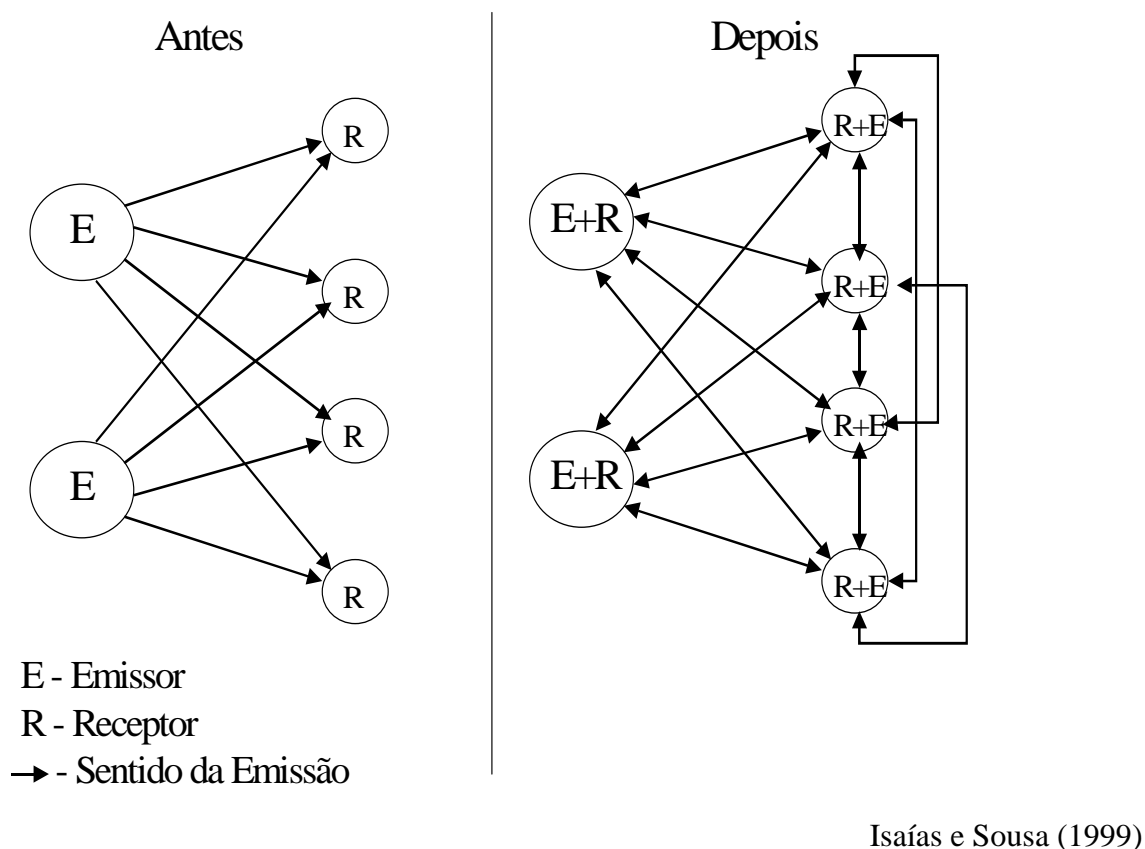 Antes
E
E
R
R
R
R
E - Emissor
R - Receptor
- Sentido da Emissão
Depois
E+R
E+R
R+E
R+E
R+E
R+E
Isaías e Sousa (1999)